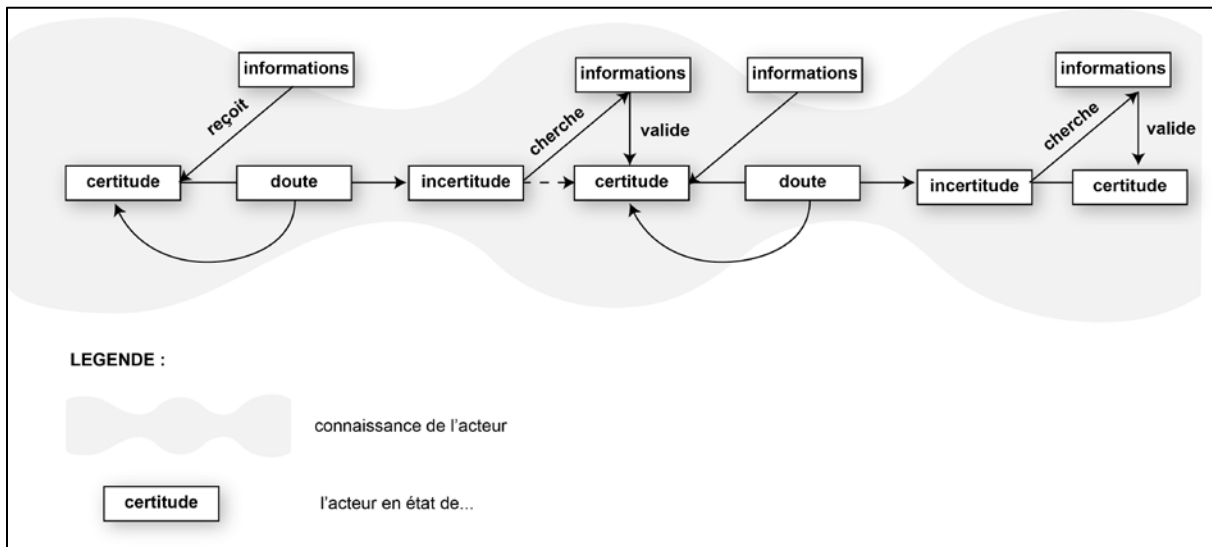 informations
informations
informations
informations
reçoit
cherche
valide
cherche
valide
certitude
doute
incertitude
certitude
doute
incertitude
certitude
LEGENDE :
connaissance de l'acteur
certitude
l'acteur en état de...